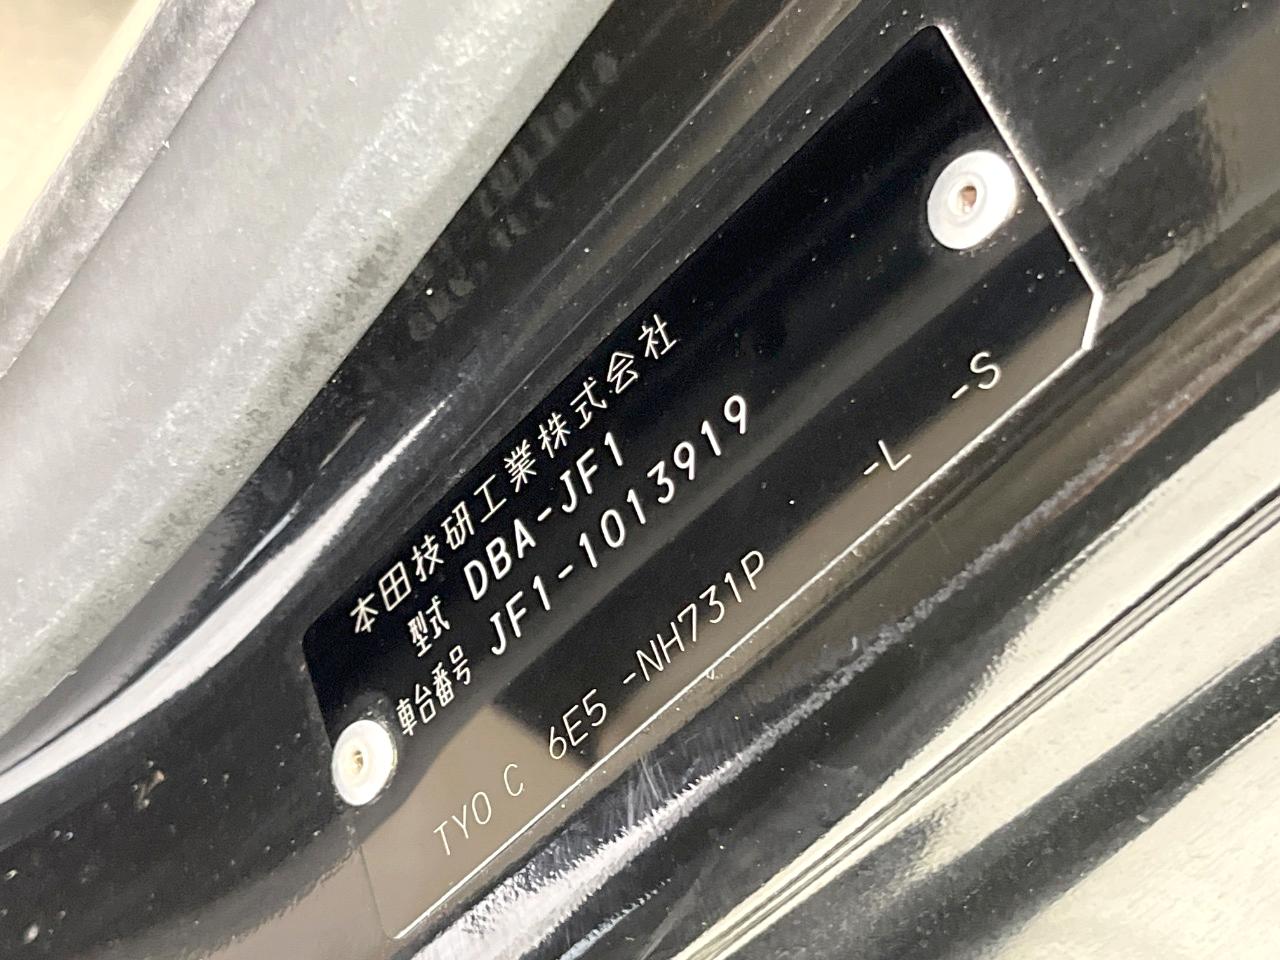 本田技研工業株式会社
型式 DBA-JF1
車台番号 JF1-1013919
TYO C 6E5 -NH731P -L -S